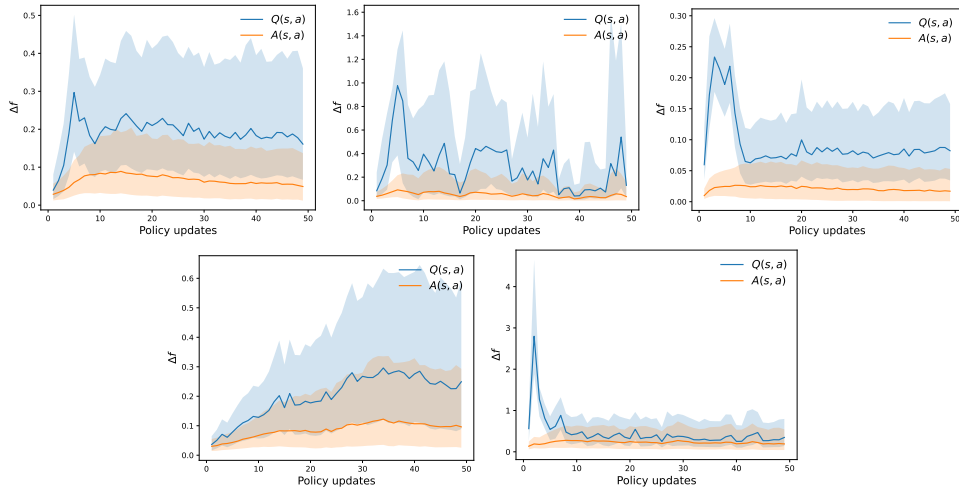 Q(s, a)
A(s, a)
Δf
0.5
0.4
0.3
0.2
0.1
0.0
0 10 20 30 40 50
Policy updates
Q(s, a)
A(s, a)
Δf
1.6
1.4
1.2
1.0
0.8
0.6
0.4
0.2
0.0
0 10 20 30 40 50
Policy updates
Q(s, a)
A(s, a)
Δf
0.30
0.25
0.20
0.15
0.10
0.05
0.00
0 10 20 30 40 50
Policy updates
Q(s, a)
A(s, a)
Δf
0.6
0.5
0.4
0.3
0.2
0.1
0.0
0 10 20 30 40 50
Policy updates
Q(s, a)
A(s, a)
Δf
4
3
2
1
0
0 10 20 30 40 50
Policy updates